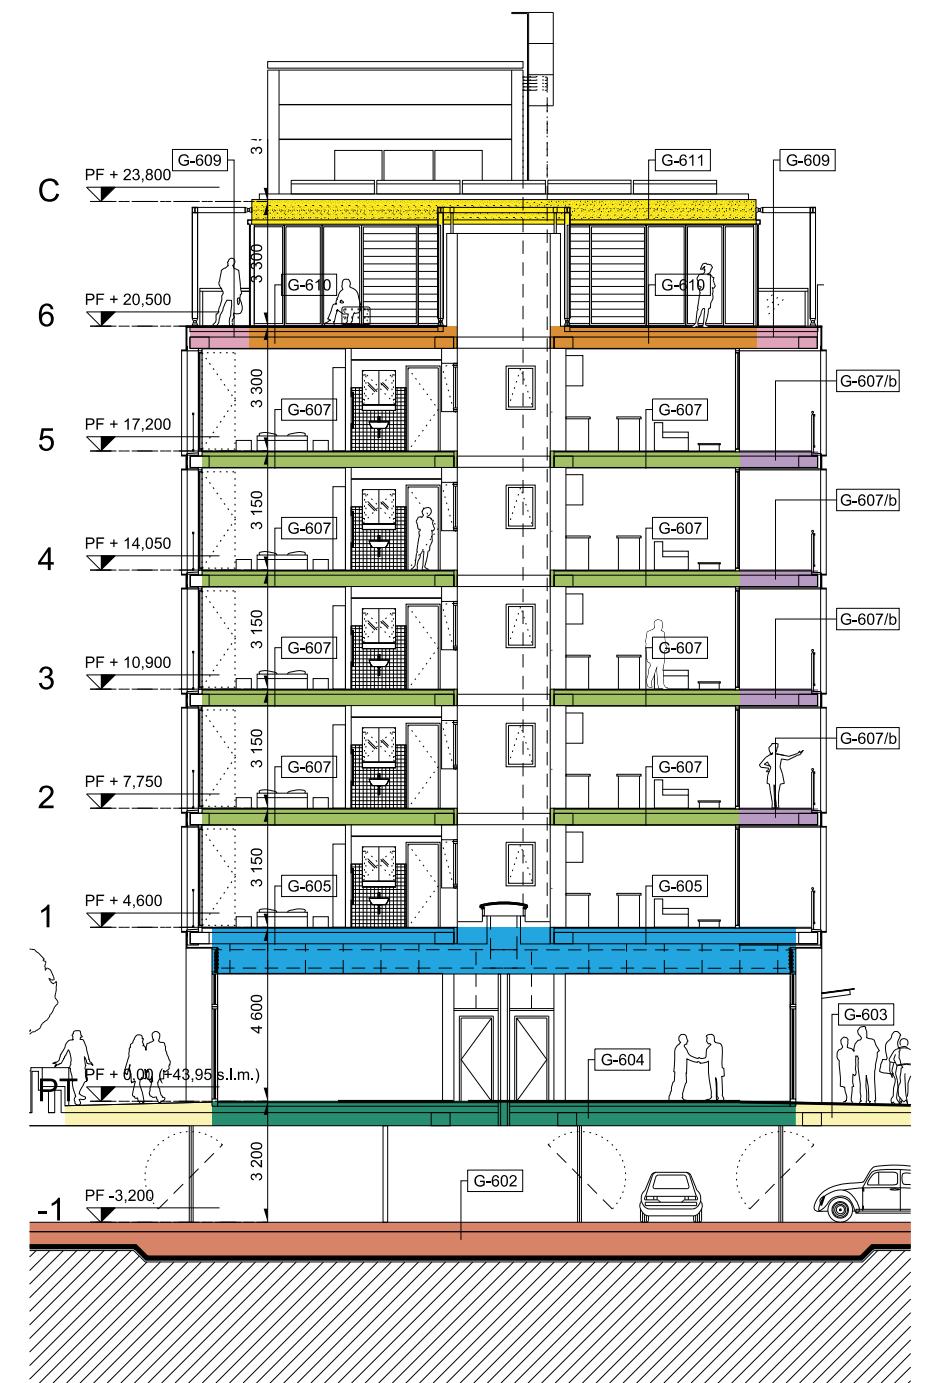 3
G-609
G-611
G-609
C
PF + 23,800
3 300
G-610
G-610
6
PF + 20,500
3 300
G-607/b
G-607
G-607
5
PF + 17,200
3 150
G-607/b
G-607
G-607
4
PF + 14,050
3 150
G-607/b
G-607
G-607
3
PF + 10,900
3 150
G-607/b
G-607
G-607
2
PF + 7,750
3 150
G-605
G-605
1
PF + 4,600
4 600
G-603
G-604
PT
PF + 0,00 (+43,95 s.l.m.)
3 200
G-602
-1
PF -3,200